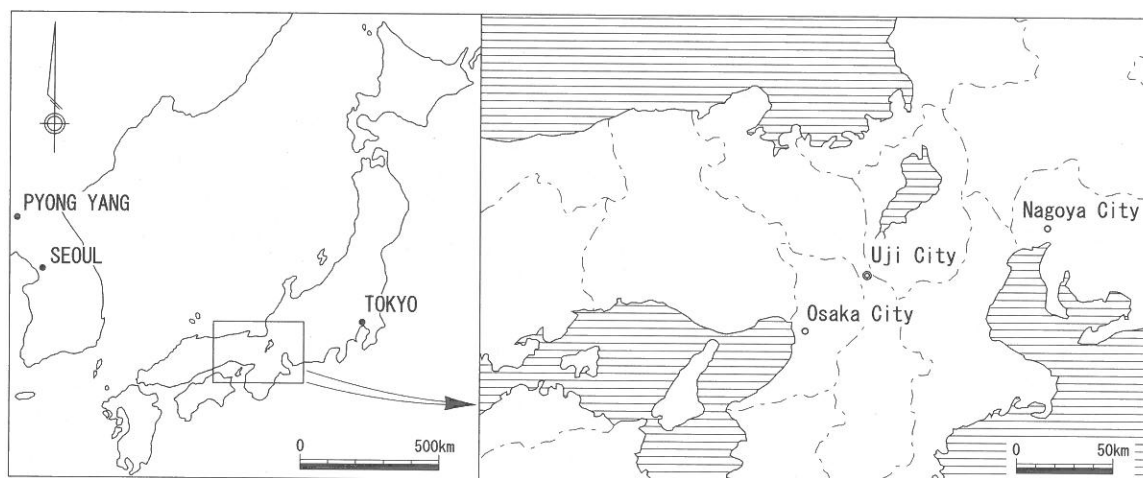 PYONG YANG
SEOUL
TOKYO
0 500km
Nagoya City
Uji City
Osaka City
0 50km